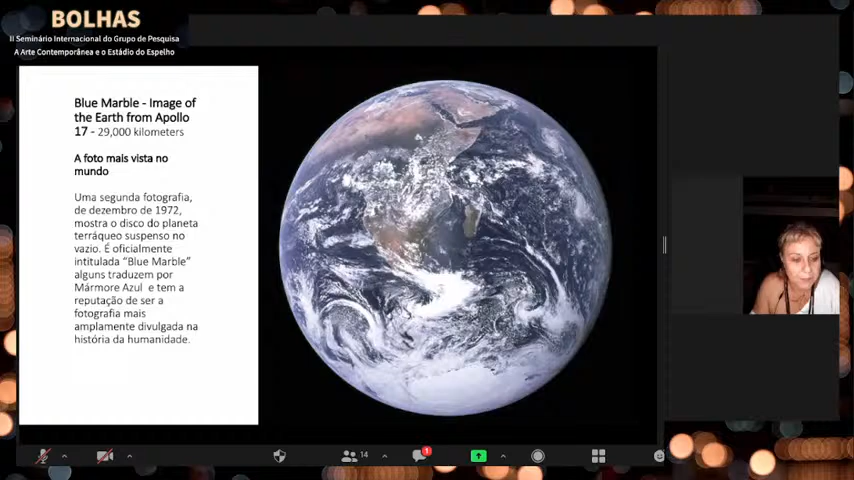 BOLHAS
II Seminário Internacional do Grupo de Pesquisa
A Arte Contemporânea e o Estádio do Espelho
Blue Marble - Image of
the Earth from Apollo
17 - 29,000 kilometers
A foto mais vista no
mundo
Uma segunda fotografia,
de dezembro de 1972,
mostra o disco do planeta
terráqueo suspenso no
vazio. É oficialmente
intitulada “Blue Marble”
alguns traduzem por
Mármore Azul e tem a
reputação de ser a
fotografia mais
amplamente divulgada na
história da humanidade.
14
1